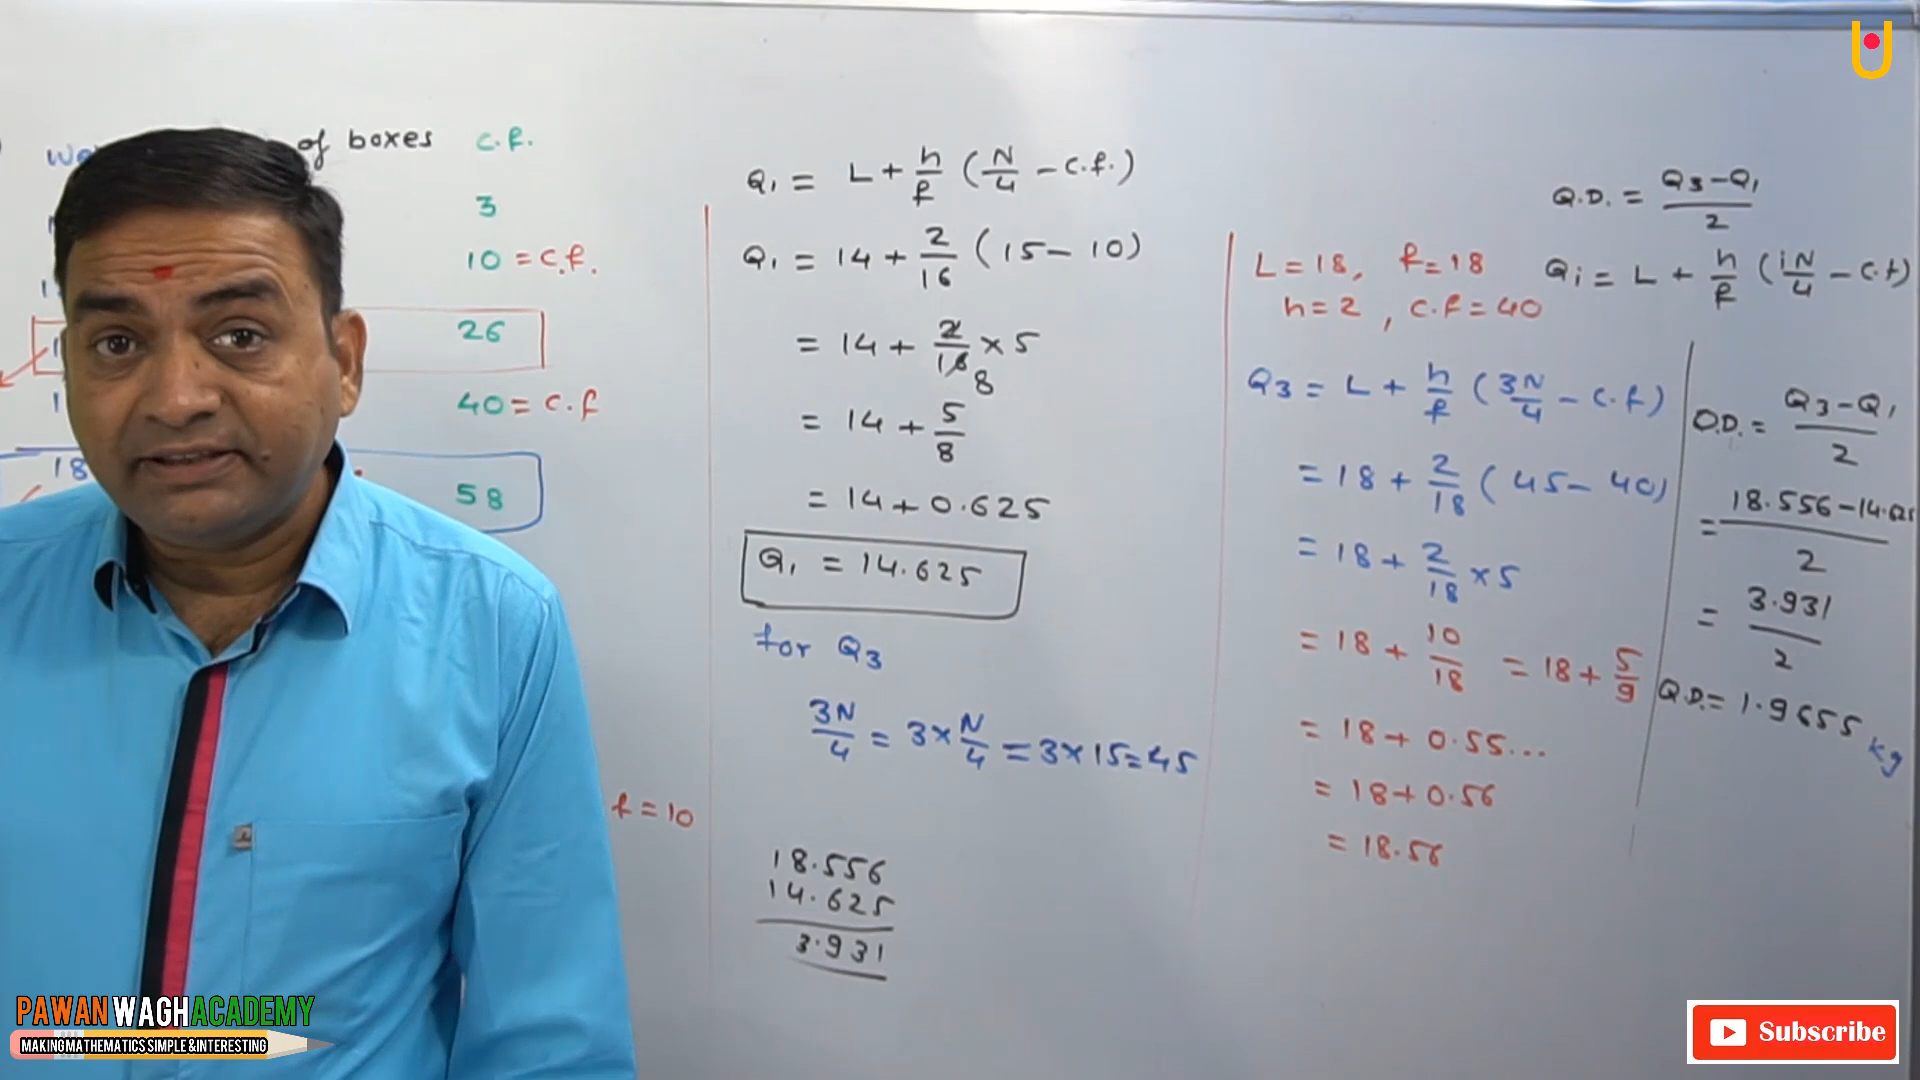 of boxes c.f.
3
10 = c.f.
26
40 = c.f
18
58
f = 10
Q₁ = L + h/f (N/4 - c.f.)
Q₁ = 14 + 2/16 (15 - 10)
= 14 + 2/16 × 5
8
= 14 + 5/8
= 14 + 0.625
Q₁ = 14.625
for Q3
3N/4 = 3 × N/4 = 3 × 15 = 45
18.556
14.625
3.931
L = 18, f = 18
h = 2, c.f = 40
Q3 = L + h/f (3N/4 - c.f)
= 18 + 2/18 (45 - 40)
= 18 + 2/18 × 5
= 18 + 10/18 = 18 + 5/9
= 18 + 0.55...
= 18 + 0.56
= 18.56
Q.D. = Q3 - Q₁/2
Qi = L + h/f (iN/4 - c.f)
Q.D. = Q3 - Q₁/2
= 18.556 - 14.625/2
= 3.931/2
Q.D. = 1.9655 kg
PAWAN WAGH ACADEMY
MAKING MATHEMATICS SIMPLE & INTERESTING
Subscribe